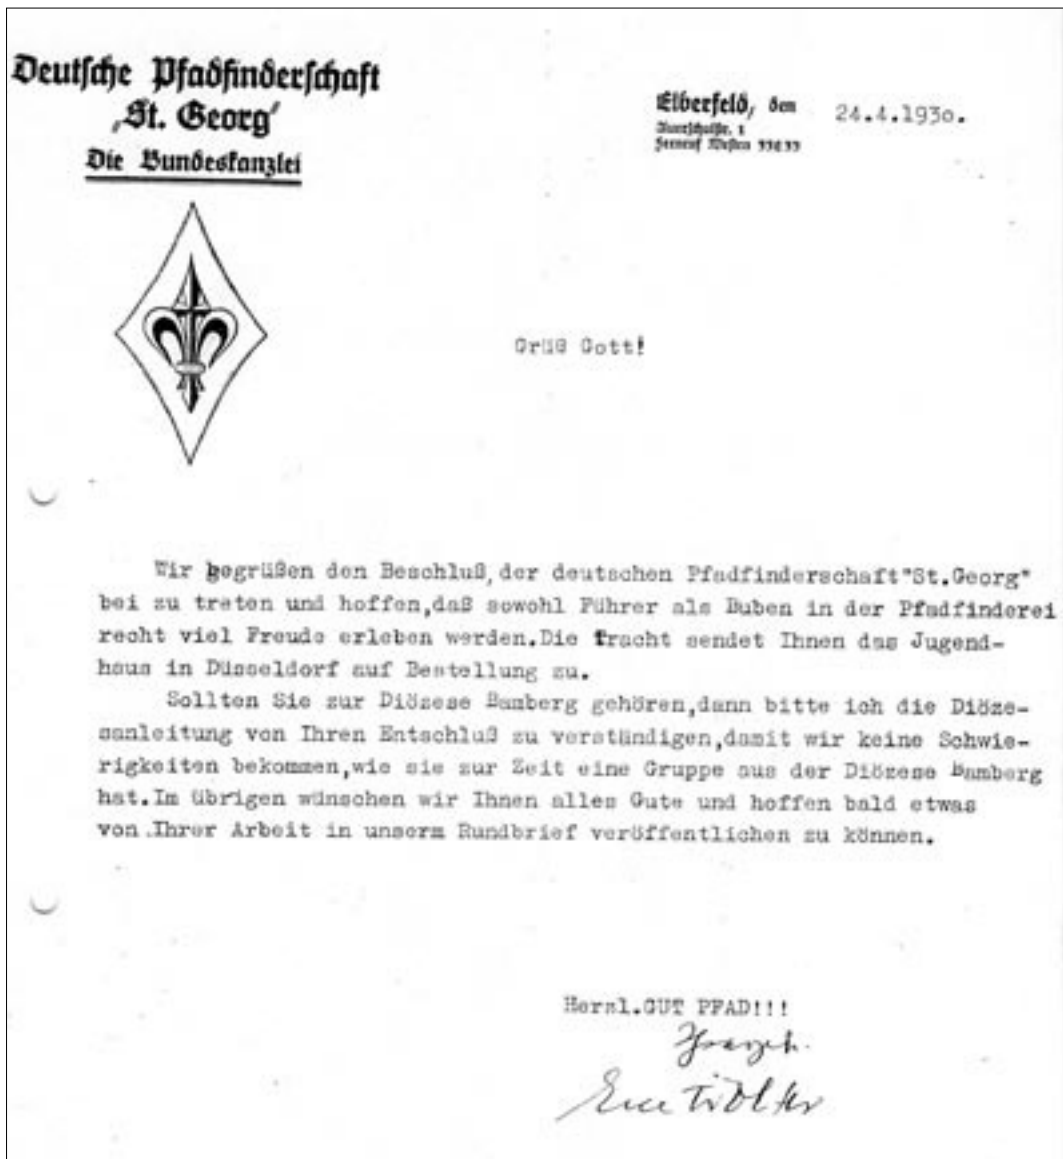 Deutsche Pfadfinderschaft
‚St. Georg'
Die Bundeskanzlei
Elberfeld, den 24.4.1930.
Grüß Gott!
Wir begrüßen den Beschluß, der deutschen Pfadfinderschaft"St.Georg"
bei zu treten und hoffen,daß sowohl Führer als Buben in der Pfadfinderei
recht viel Freude erleben werden.Die Tracht sendet Ihnen das Jugend-
haus in Düsseldorf auf Bestellung zu.
Sollten Sie zur Diözese Bamberg gehören,dann bitte ich die Diöze-
sanleitung von Ihren Entschluß zu verständigen,damit wir keine Schwie-
rigkeiten bekommen,wie sie zur Zeit eine Gruppe aus der Diözese Bamberg
hat.Im übrigen wünschen wir Ihnen alles Gute und hoffen bald etwas
von Ihrer Arbeit in unserm Rundbrief veröffentlichen zu können.
Herzl.GUT PFAD!!!